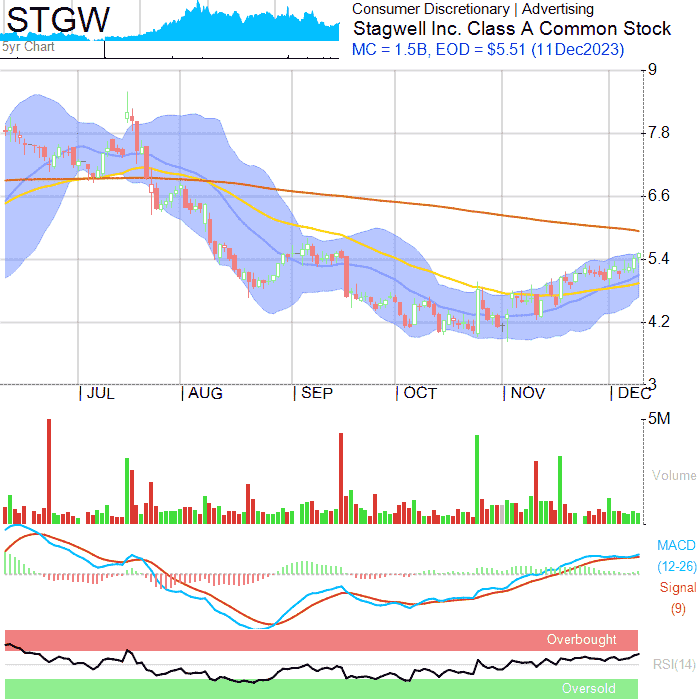 STGW
5yr Chart
Consumer Discretionary | Advertising
Stagwell Inc. Class A Common Stock
MC = 1.5B, EOD = $5.51 (11Dec2023)
9
7.8
6.6
5.4
4.2
3
JUL AUG SEP OCT NOV DEC
5M
Volume
MACD
(12-26)
Signal
(9)
Overbought
RSI(14)
Oversold